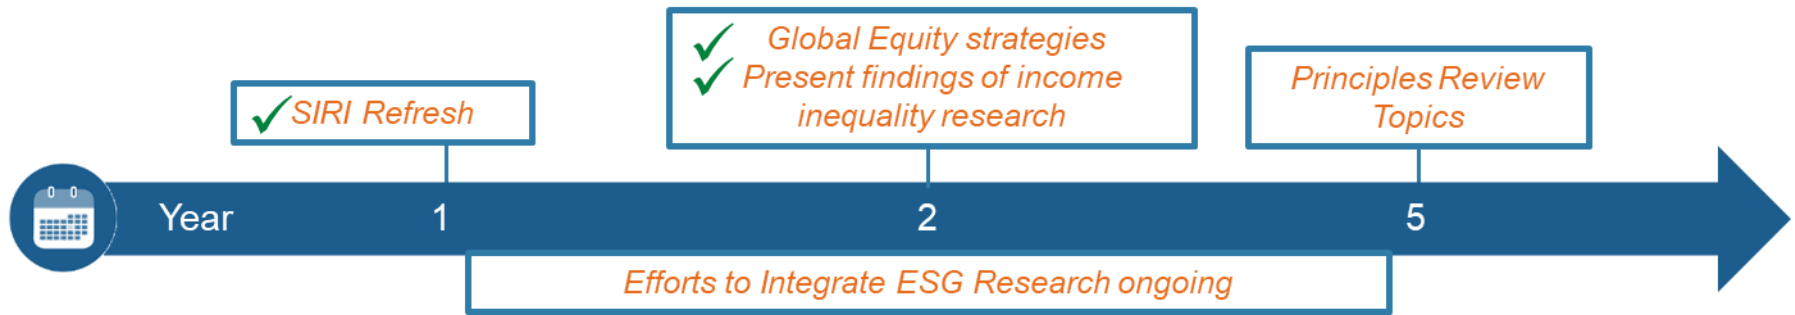 Global Equity strategies
Present findings of income
inequality research
Principles Review
Topics
SIRI Refresh
Year 1 2 5
Efforts to Integrate ESG Research ongoing